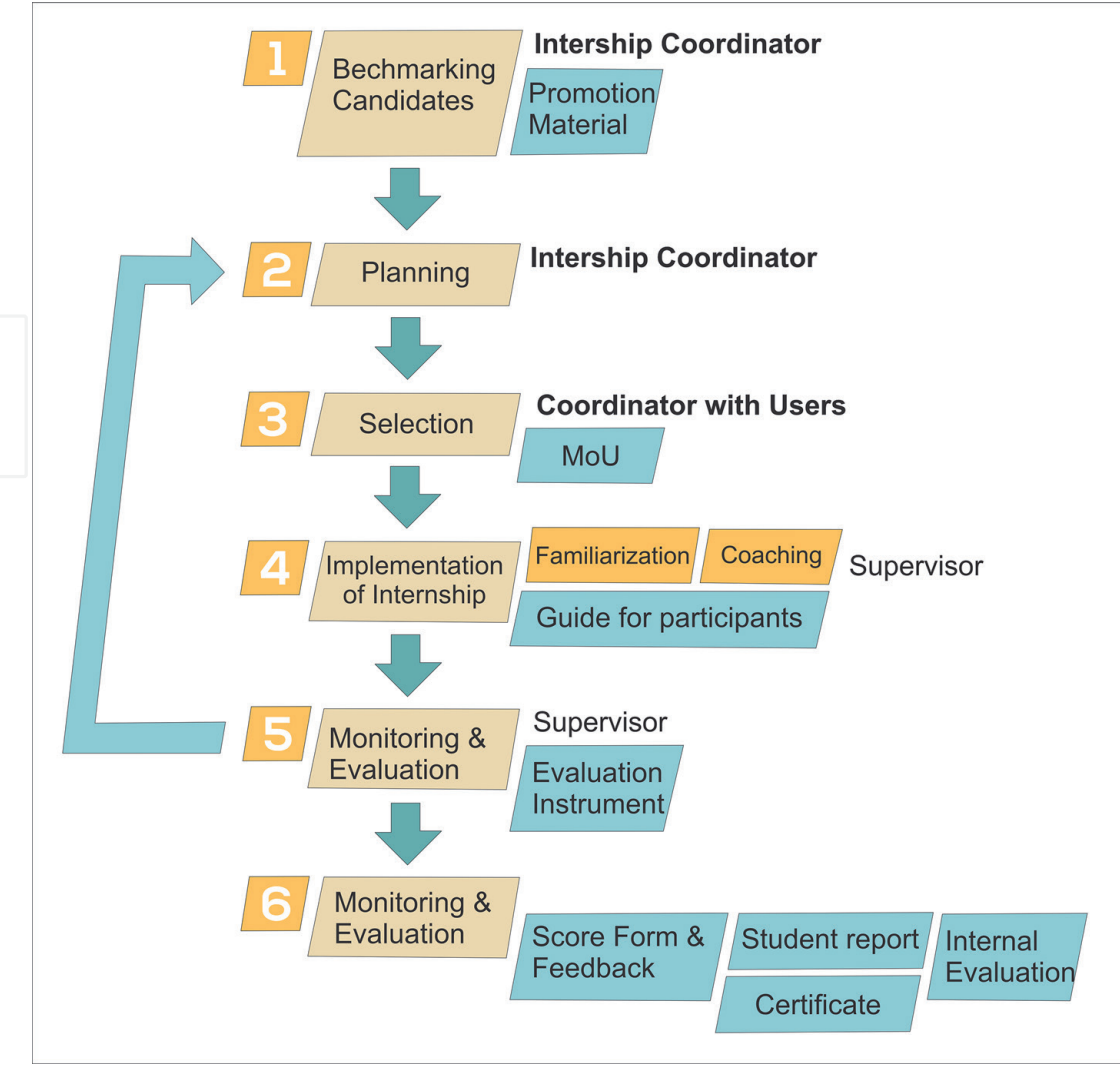 1
Bechmarking
Candidates
Intership Coordinator
Promotion
Material
2
Planning
Intership Coordinator
3
Selection
Coordinator with Users
MoU
4
Implementation
of Internship
Familiarization
Coaching
Supervisor
Guide for participants
5
Monitoring &
Evaluation
Supervisor
Evaluation
Instrument
6
Monitoring &
Evaluation
Score Form &
Feedback
Student report
Certificate
Internal
Evaluation